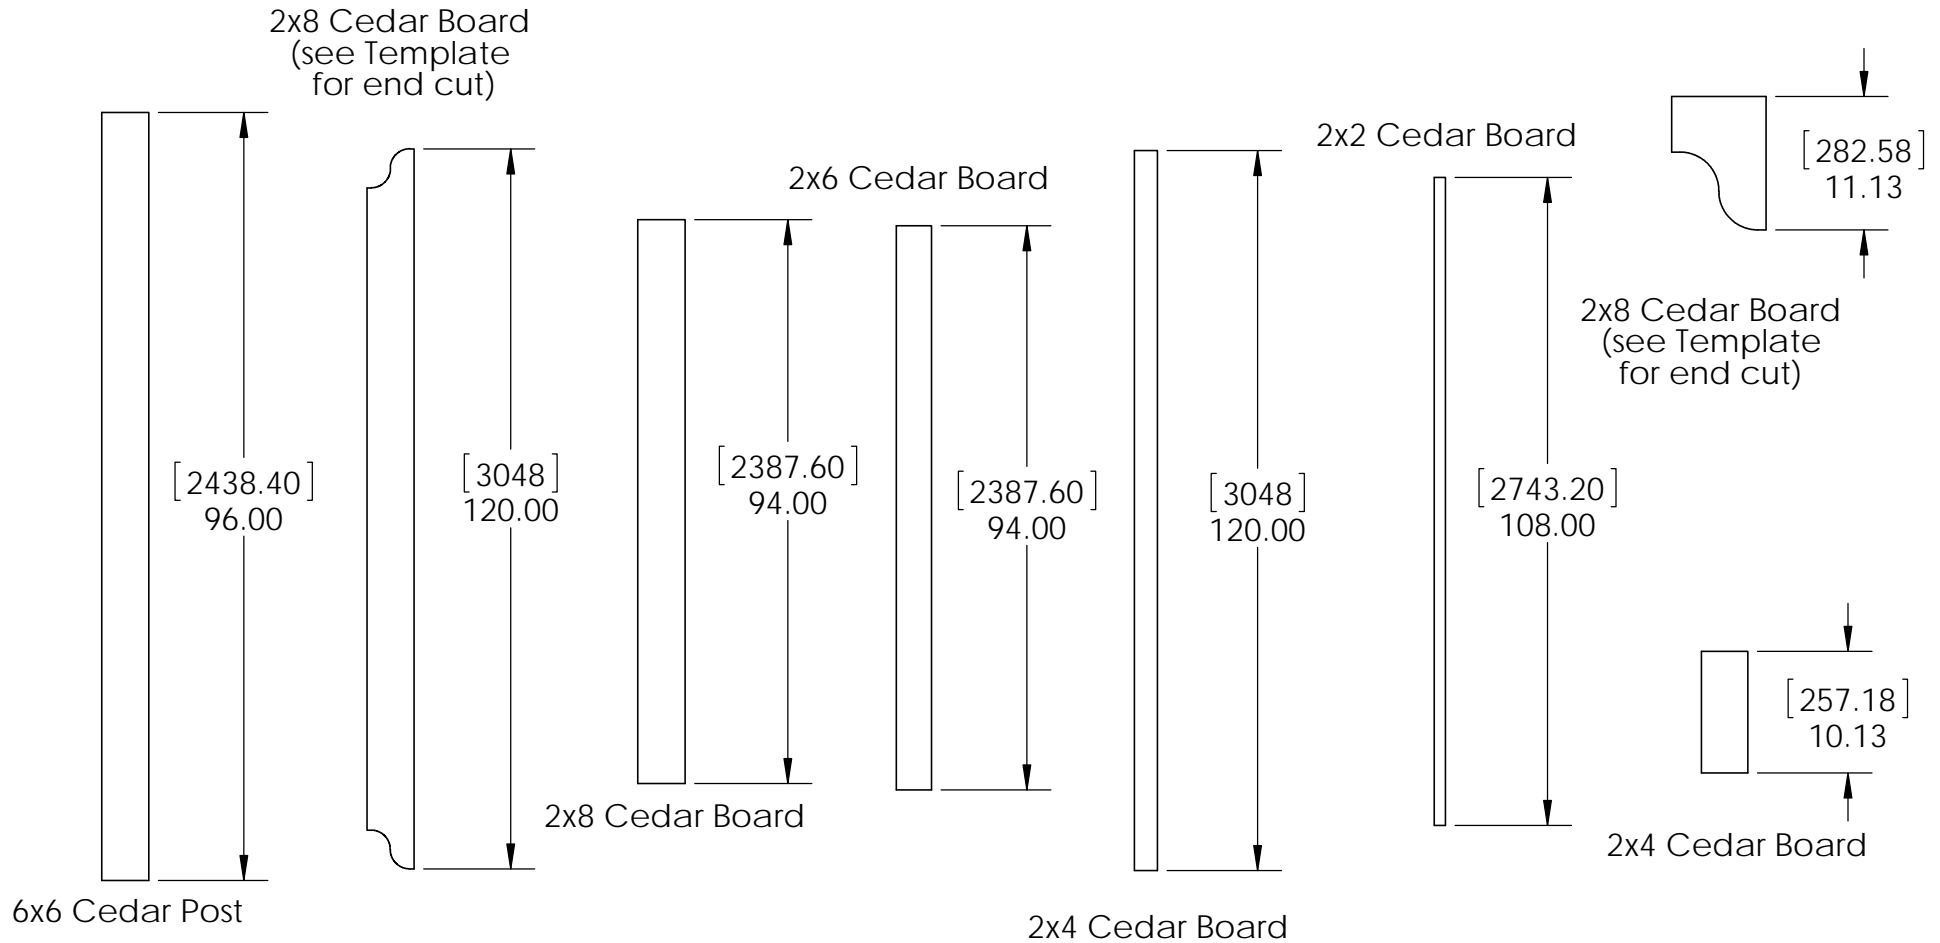 2x8 Cedar Board
(see Template
for end cut)
[2438.40]
96.00
6x6 Cedar Post
[3048]
120.00
[2387.60]
94.00
2x8 Cedar Board
2x6 Cedar Board
[2387.60]
94.00
[3048]
120.00
2x4 Cedar Board
2x2 Cedar Board
[2743.20]
108.00
[282.58]
11.13
2x8 Cedar Board
(see Template
for end cut)
[257.18]
10.13
2x4 Cedar Board